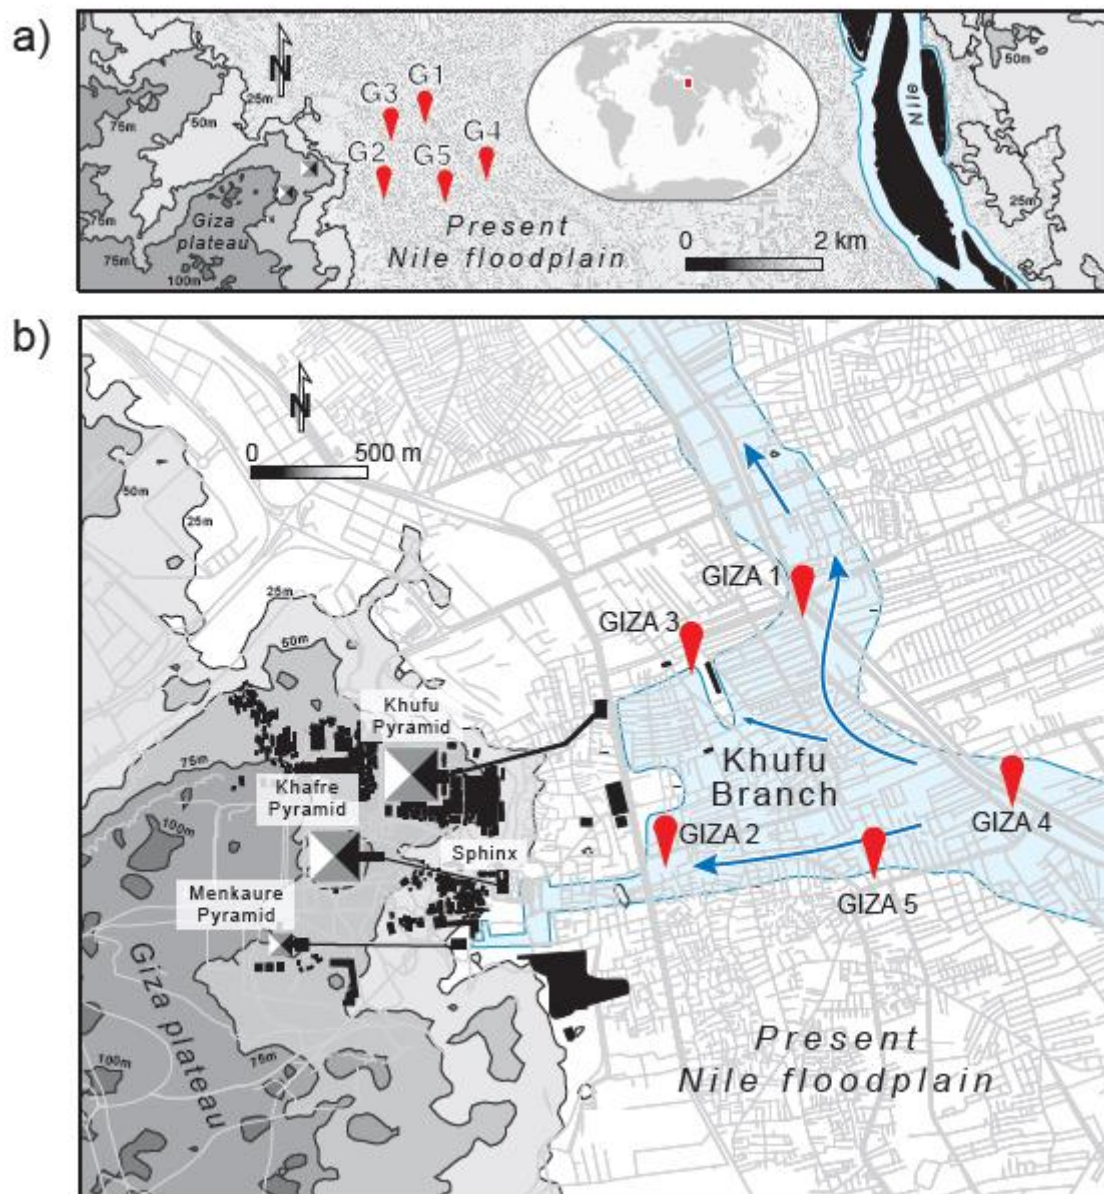 a)
N
75m
50m
25m
75m
75m
100m
Giza
plateau
G1
G3
G4
G2
G5
Present
Nile floodplain
0 2 km
Nile
50m
25m
b)
N
0 500 m
50m
25m
25m
50m
75m
100m
Khufu
Pyramid
Khafre
Pyramid
Menkaure
Pyramid
Sphinx
Giza plateau
75m
100m
GIZA 1
GIZA 3
Khufu
Branch
GIZA 2
GIZA 4
GIZA 5
Present
Nile floodplain